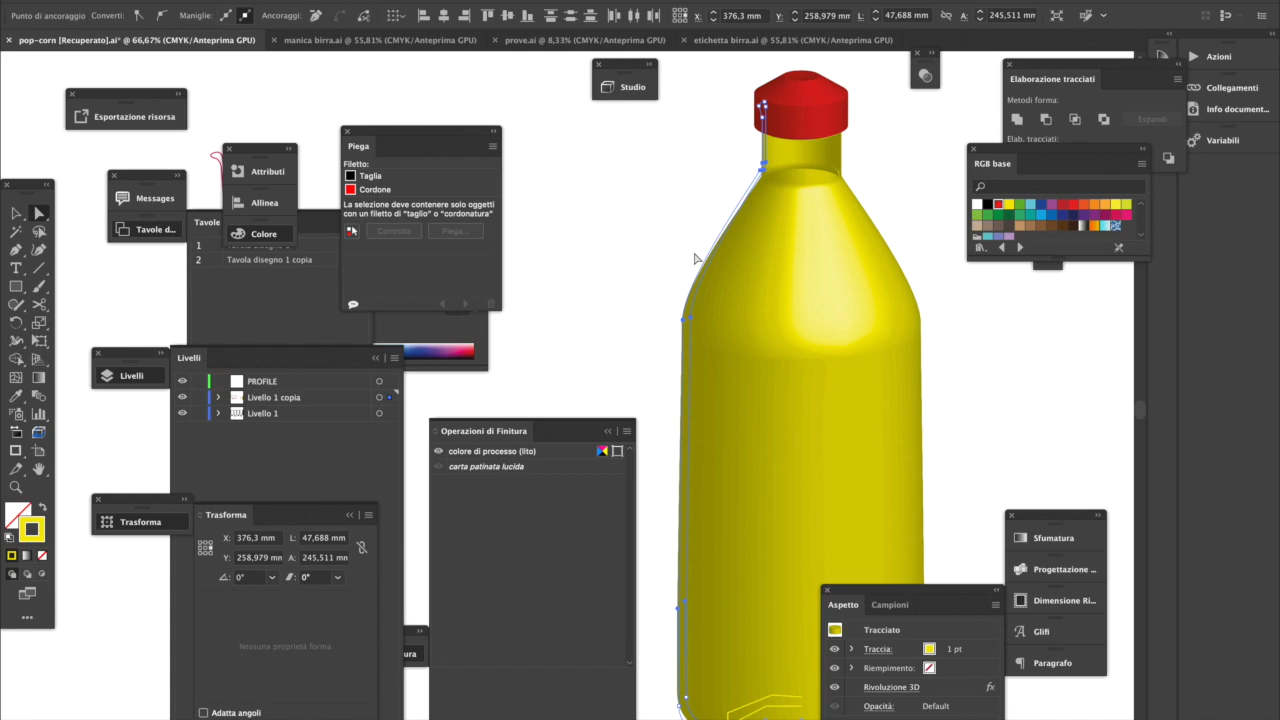 Punto di ancoraggio Converti: Maniglie: Ancoraggi: X: 376,3 mm Y: 258,979 mm L: 47,688 mm A: 245,511 mm
pop-corn [Recuperato].ai* @ 66,67% (CMYK/Anteprima GPU) manica birra.ai @ 55,81% (CMYK/Anteprima GPU) prove.ai @ 8,33% (CMYK/Anteprima GPU) etichetta birra.ai @ 55,81% (CMYK/Anteprima GPU)
Azioni
Collegamenti
Info document...
Variabili
Elaborazione tracciati
Metodi forma:
Espandi
Elab. tracciati:
Studio
Esportazione risorsa
Attributi
Allinea
Colore
Messages
Tavole d...
Tavole
1
2 Tavola disegno 1 copia
Piega
Filetto:
Taglia
Cordone
La selezione deve contenere solo oggetti
con un filetto di “taglio” o “cordonatura”
Controlla Piega...
RGB base
Livelli
Livelli
PROFILE
Livello 1 copia
Livello 1
Operazioni di Finitura
colore di processo (lito)
carta patinata lucida
Trasforma
Trasforma
X: 376,3 mm L: 47,688 mm
Y: 258,979 mm A: 245,511 mm
0° 0°
Nessuna proprietà forma
Adatta angoli
ura
Aspetto Campioni
Tracciato
Traccia: 1 pt
Riempimento:
Rivoluzione 3D fx
Opacità: Default
Sfumatura
Progettazione ...
Dimensione Ri...
Glifi
Paragrafo